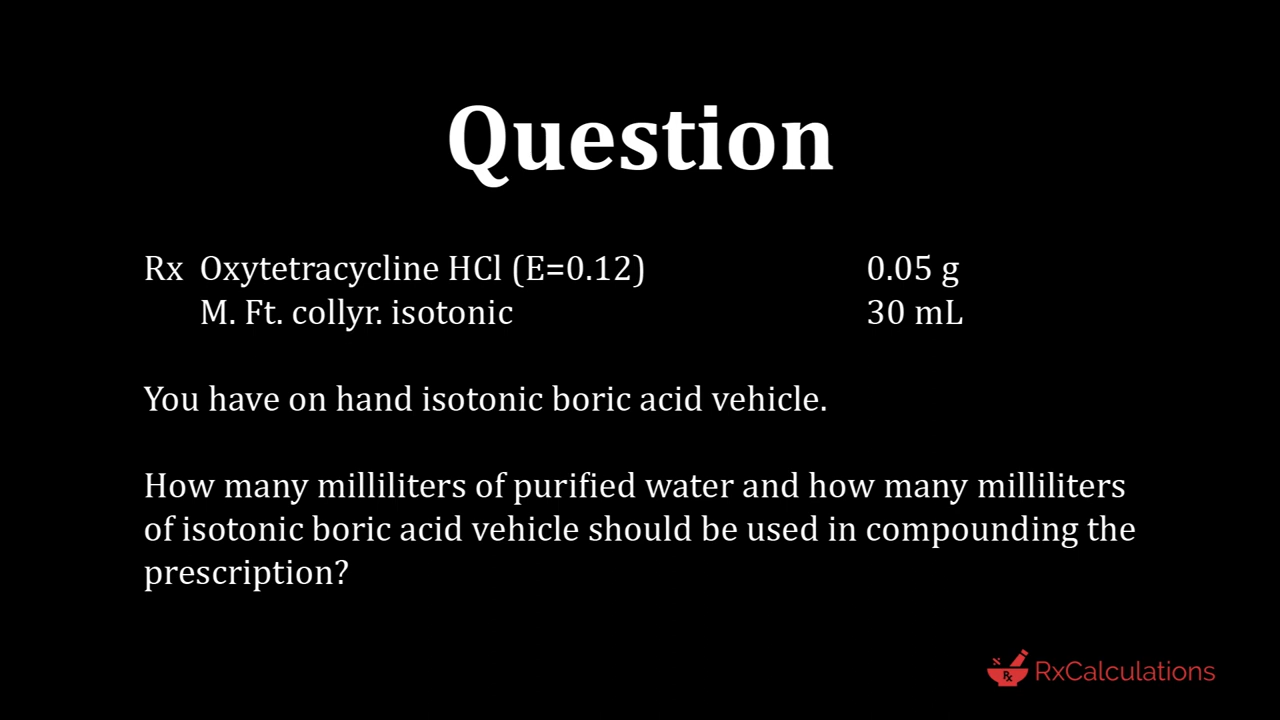 Question
Rx Oxytetracycline HCl (E=0.12) 0.05 g
M. Ft. collyr. isotonic 30 mL
You have on hand isotonic boric acid vehicle.
How many milliliters of purified water and how many milliliters
of isotonic boric acid vehicle should be used in compounding the
prescription?
Rx
RxCalculations